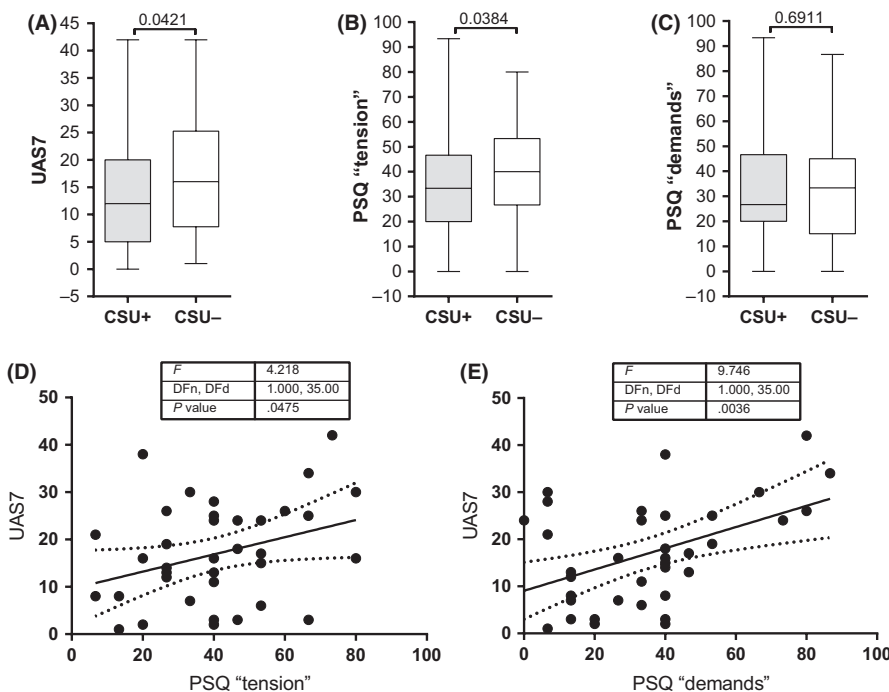 (A)
0.0421
UAS7
45
40
35
30
25
20
15
10
5
0
–5
CSU+ CSU–
(B)
0.0384
PSQ “tension”
100
90
80
70
60
50
40
30
20
10
0
–10
CSU+ CSU–
(C)
0.6911
PSQ “demands”
100
90
80
70
60
50
40
30
20
10
0
–10
CSU+ CSU–
(D)
F 4.218
DFn, DFd 1.000, 35.00
P value .0475
UAS7
50
40
30
20
10
0
0 20 40 60 80 100
PSQ “tension”
(E)
F 9.746
DFn, DFd 1.000, 35.00
P value .0036
UAS7
50
40
30
20
10
0
0 20 40 60 80 100
PSQ “demands”